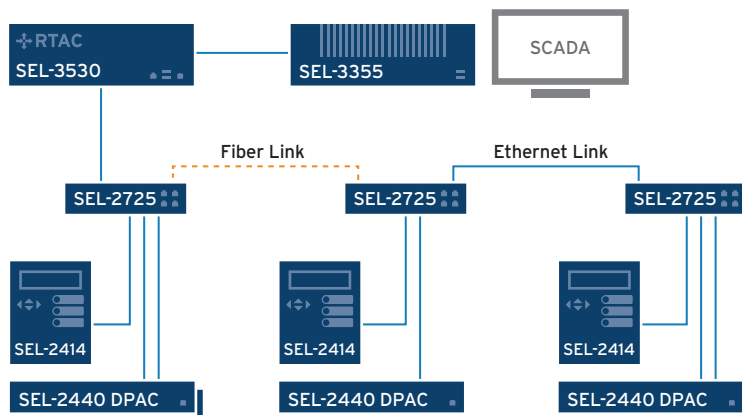 RTAC
SEL-3530
SEL-3355
SCADA
Fiber Link
Ethernet Link
SEL-2725
SEL-2725
SEL-2725
SEL-2414
SEL-2414
SEL-2414
SEL-2440 DPAC
SEL-2440 DPAC
SEL-2440 DPAC